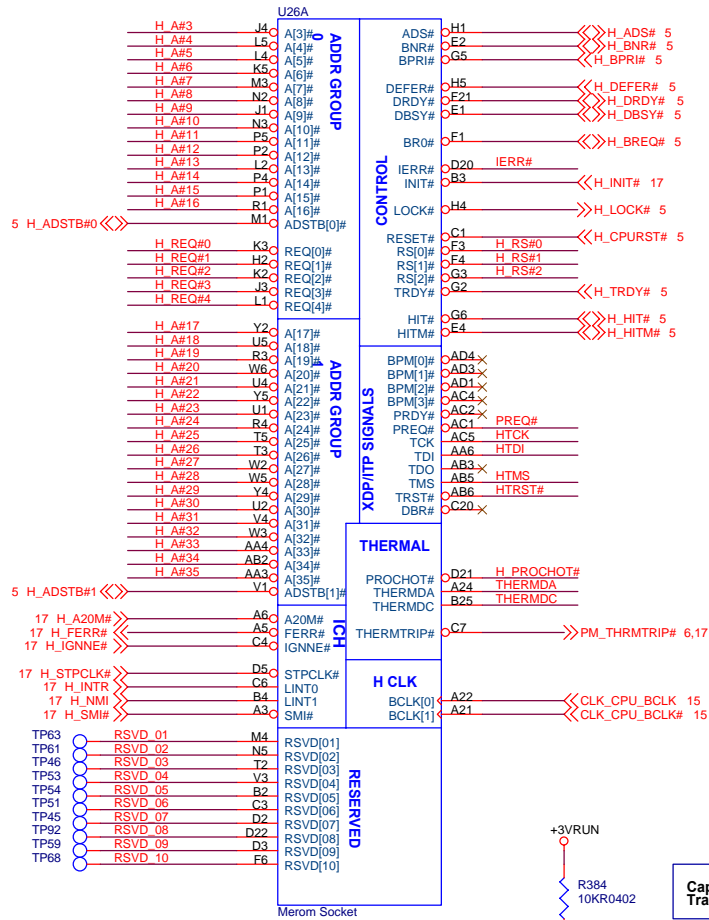 U26A
H_A#3 J4 A[3]# ADS# H1 H_ADS# 5
H_A#4 L5 A[4]# BNR# E2 H_BNR# 5
H_A#5 L4 A[5]# BPRI# G5 H_BPRI# 5
H_A#6 K5 A[6]#
H_A#7 M3 A[7]# DEFER# H5 H_DEFER# 5
H_A#8 N2 A[8]# DRDY# F21 H_DRDY# 5
H_A#9 J1 A[9]# DBSY# E1 H_DBSY# 5
H_A#10 N3 A[10]#
H_A#11 P5 A[11]# BR0# F1 H_BREQ# 5
H_A#12 P2 A[12]#
H_A#13 L2 A[13]# IERR# D20 IERR#
H_A#14 P4 A[14]# INIT# B3 H_INIT# 17
H_A#15 P1 A[15]#
H_A#16 R1 A[16]# LOCK# H4 H_LOCK# 5
5 H_ADSTB#0 M1 ADSTB[0]#
ADDR GROUP 0
CONTROL
RESET# C1 H_CPURST# 5
H_REQ#0 K3 REQ[0]# RS[0]# F3 H_RS#0
H_REQ#1 H2 REQ[1]# RS[1]# F4 H_RS#1
H_REQ#2 K2 REQ[2]# RS[2]# G3 H_RS#2
H_REQ#3 J3 REQ[3]# TRDY# G2 H_TRDY# 5
H_REQ#4 L1 REQ[4]#
HIT# G6 H_HIT# 5
H_A#17 Y2 A[17]# HITM# E4 H_HITM# 5
H_A#18 U5 A[18]#
H_A#19 R3 A[19]# BPM[0]# AD4
H_A#20 W6 A[20]# BPM[1]# AD3
H_A#21 U4 A[21]# BPM[2]# AD1
H_A#22 Y5 A[22]# BPM[3]# AC4
H_A#23 U1 A[23]# PRDY# AC2
H_A#24 R4 A[24]# PREQ# AC1 PREQ#
H_A#25 T5 A[25]# TCK AC5 HTCK
H_A#26 T3 A[26]# TDI AA6 HTDI
H_A#27 W2 A[27]# TDO AB3
H_A#28 W5 A[28]# TMS AB5 HTMS
H_A#29 Y4 A[29]# TRST# AB6 HTRST#
H_A#30 U2 A[30]# DBR# C20
ADDR GROUP 1
XDP/ITP SIGNALS
H_A#31 V4 A[31]#
H_A#32 W3 A[32]#
H_A#33 AA4 A[33]# THERMAL
H_A#34 AB2 A[34]#
H_A#35 AA3 A[35]# PROCHOT# D21 H_PROCHOT#
5 H_ADSTB#1 V1 ADSTB[1]# THERMDA A24 THERMDA
THERMDC B25 THERMDC
17 H_A20M# A6 A20M#
17 H_FERR# A5 FERR# THERMTRIP# C7 PM_THRMTRIP# 6,17
17 H_IGNNE# C4 IGNNE#
ICH
17 H_STPCLK# D5 STPCLK#
17 H_INTR C6 LINT0 H CLK
17 H_NMI B4 LINT1 BCLK[0] A22 CLK_CPU_BCLK 15
17 H_SMI# A3 SMI# BCLK[1] A21 CLK_CPU_BCLK# 15
TP63 RSVD_01 M4 RSVD[01]
TP61 RSVD_02 N5 RSVD[02]
TP46 RSVD_03 T2 RSVD[03]
TP53 RSVD_04 V3 RSVD[04]
TP54 RSVD_05 B2 RSVD[05]
TP51 RSVD_06 C3 RSVD[06]
TP45 RSVD_07 D2 RSVD[07]
TP92 RSVD_08 D22 RSVD[08]
TP59 RSVD_09 D3 RSVD[09]
TP68 RSVD_10 F6 RSVD[10]
RESERVED
Merom Socket
+3VRUN
R384
10KR0402